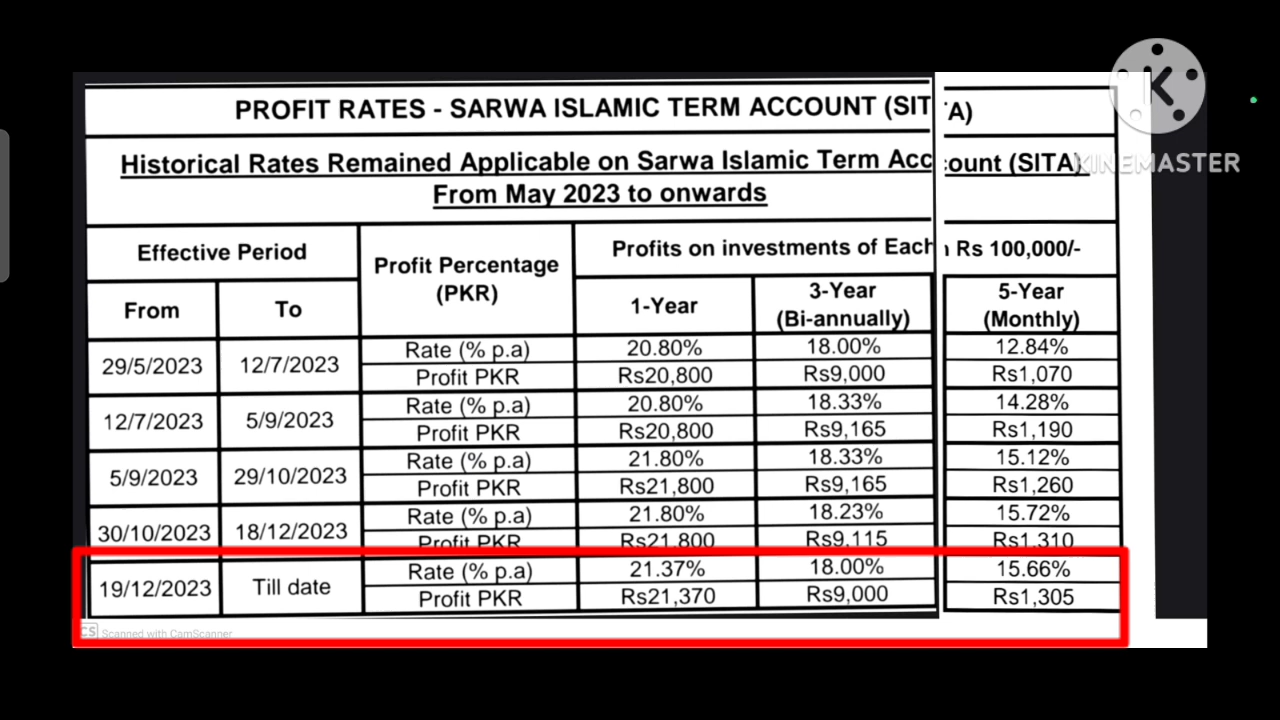 PROFIT RATES - SARWA ISLAMIC TERM ACCOUNT (SIT TA)
Historical Rates Remained Applicable on Sarwa Islamic Term Acc count (SITA)
From May 2023 to onwards
Effective Period
Profit Percentage
(PKR)
Profits on investments of Each n Rs 100,000/-
From To 1-Year 3-Year
(Bi-annually) 5-Year
(Monthly)
29/5/2023 12/7/2023 Rate (% p.a) 20.80% 18.00% 12.84%
Profit PKR Rs20,800 Rs9,000 Rs1,070
12/7/2023 5/9/2023 Rate (% p.a) 20.80% 18.33% 14.28%
Profit PKR Rs20,800 Rs9,165 Rs1,190
5/9/2023 29/10/2023 Rate (% p.a) 21.80% 18.33% 15.12%
Profit PKR Rs21,800 Rs9,165 Rs1,260
30/10/2023 18/12/2023 Rate (% p.a) 21.80% 18.23% 15.72%
Profit PKR Rs21,800 Rs9,115 Rs1,310
19/12/2023 Till date Rate (% p.a) 21.37% 18.00% 15.66%
Profit PKR Rs21,370 Rs9,000 Rs1,305
CS Scanned with CamScanner
K
KINEMASTER